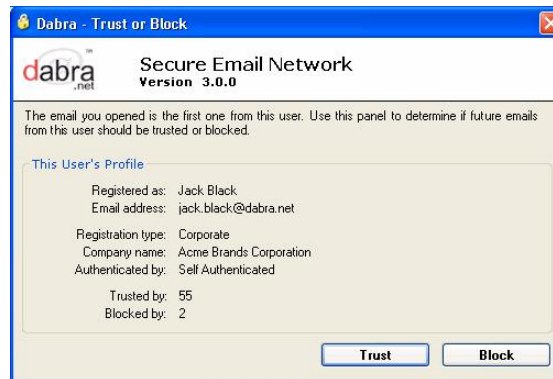 Dabra - Trust or Block
dabra
.net
Secure Email Network
Version 3.0.0
The email you opened is the first one from this user. Use this panel to determine if future emails
from this user should be trusted or blocked.
This User's Profile
Registered as: Jack Black
Email address: jack.black@dabra.net
Registration type: Corporate
Company name: Acme Brands Corporation
Authenticated by: Self Authenticated
Trusted by: 55
Blocked by: 2
Trust Block